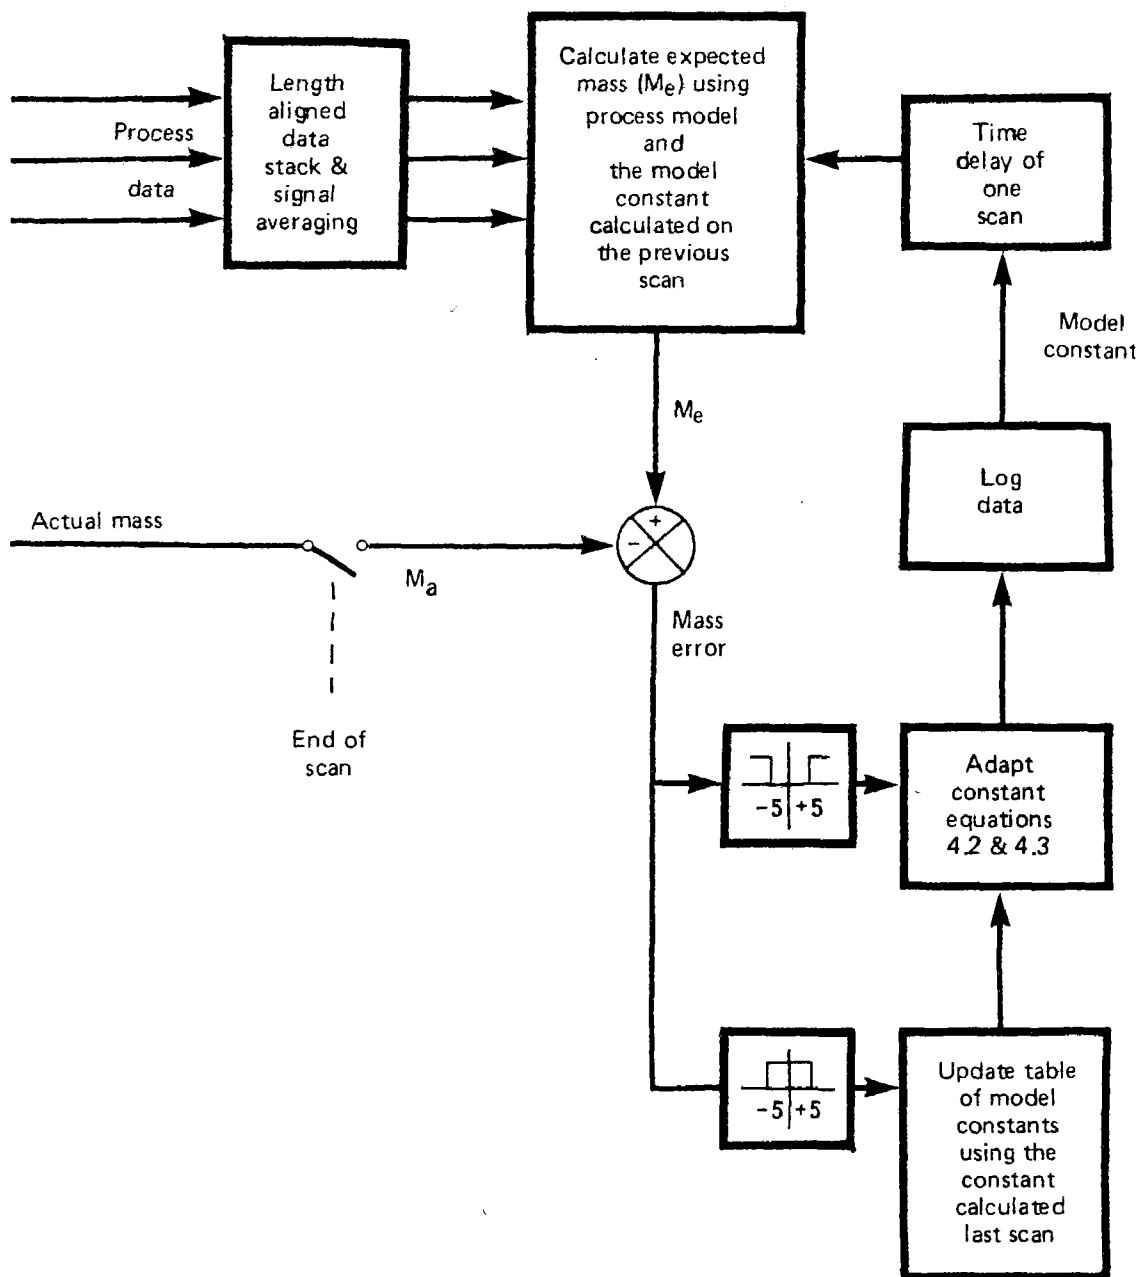 Process
data
Length
aligned
data
stack &
signal
averaging
Calculate expected
mass (Me) using
process model
and
the model
constant
calculated on
the previous
scan
Time
delay of
one
scan
Model
constant
Me
Log
data
Actual mass
Ma
+
-
Mass
error
End of
scan
-5 +5
Adapt
constant
equations
4.2 & 4.3
-5 +5
Update table
of model
constants
using the
constant
calculated
last scan